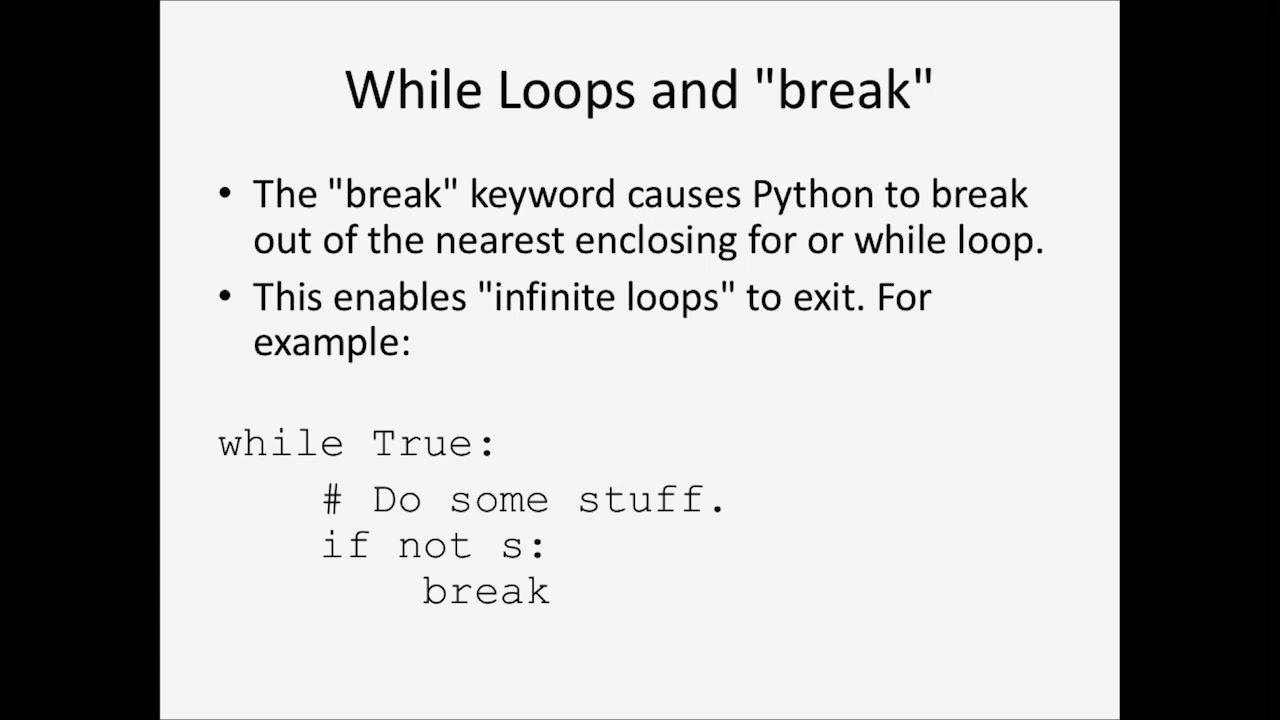 While Loops and "break"
• The "break" keyword causes Python to break
out of the nearest enclosing for or while loop.
• This enables "infinite loops" to exit. For
example:
while True:
    # Do some stuff.
    if not s:
        break